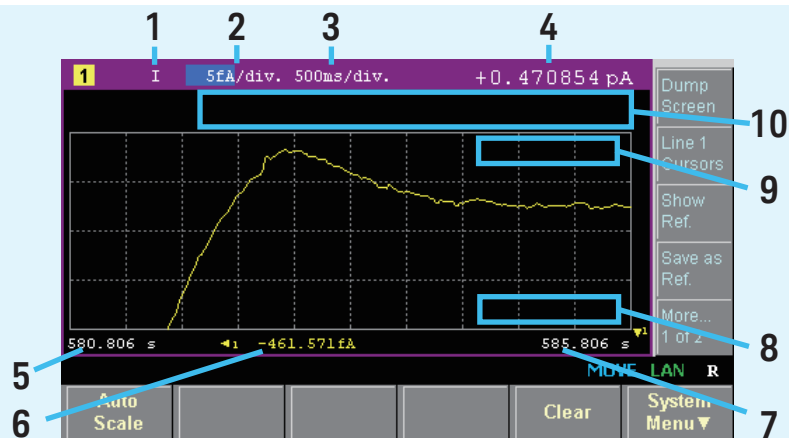 1 2 3 4
1 I 5fA/div. 500ms/div. +0.470854 pA
Dump
Screen
10
Line 1
Cursors
9
Show
Ref.
Save as
Ref.
More...
1 of 2
8
580.806 s ◄1 -461.571fA 585.806 s ▼1
5
MOVE LAN R
6
Auto
Scale
Clear
System
Menu▼
7